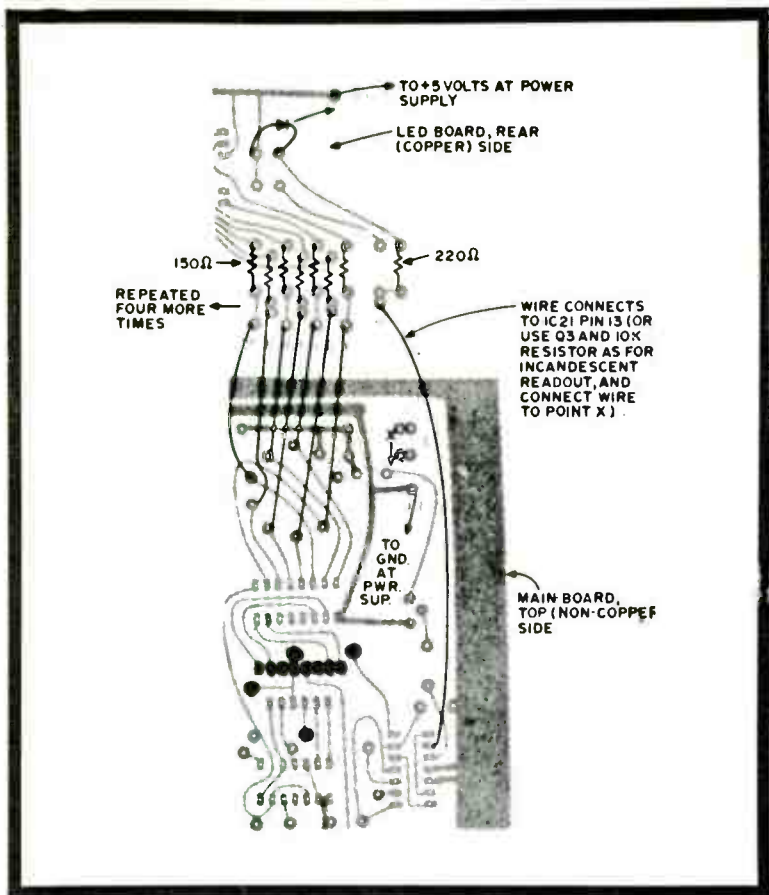 TO +5 VOLTS AT POWER
SUPPLY
LED BOARD, REAR
(COPPER) SIDE
150Ω
220Ω
REPEATED
FOUR MORE
TIMES
WIRE CONNECTS
TO IC21 PIN 13 (OR
USE Q3 AND 10K
RESISTOR AS FOR
INCANDESCENT
READOUT, AND
CONNECT WIRE
TO POINT X)
X
TO
GND.
AT
PWR.
SUP.
MAIN BOARD,
TOP (NON-COPPER
SIDE